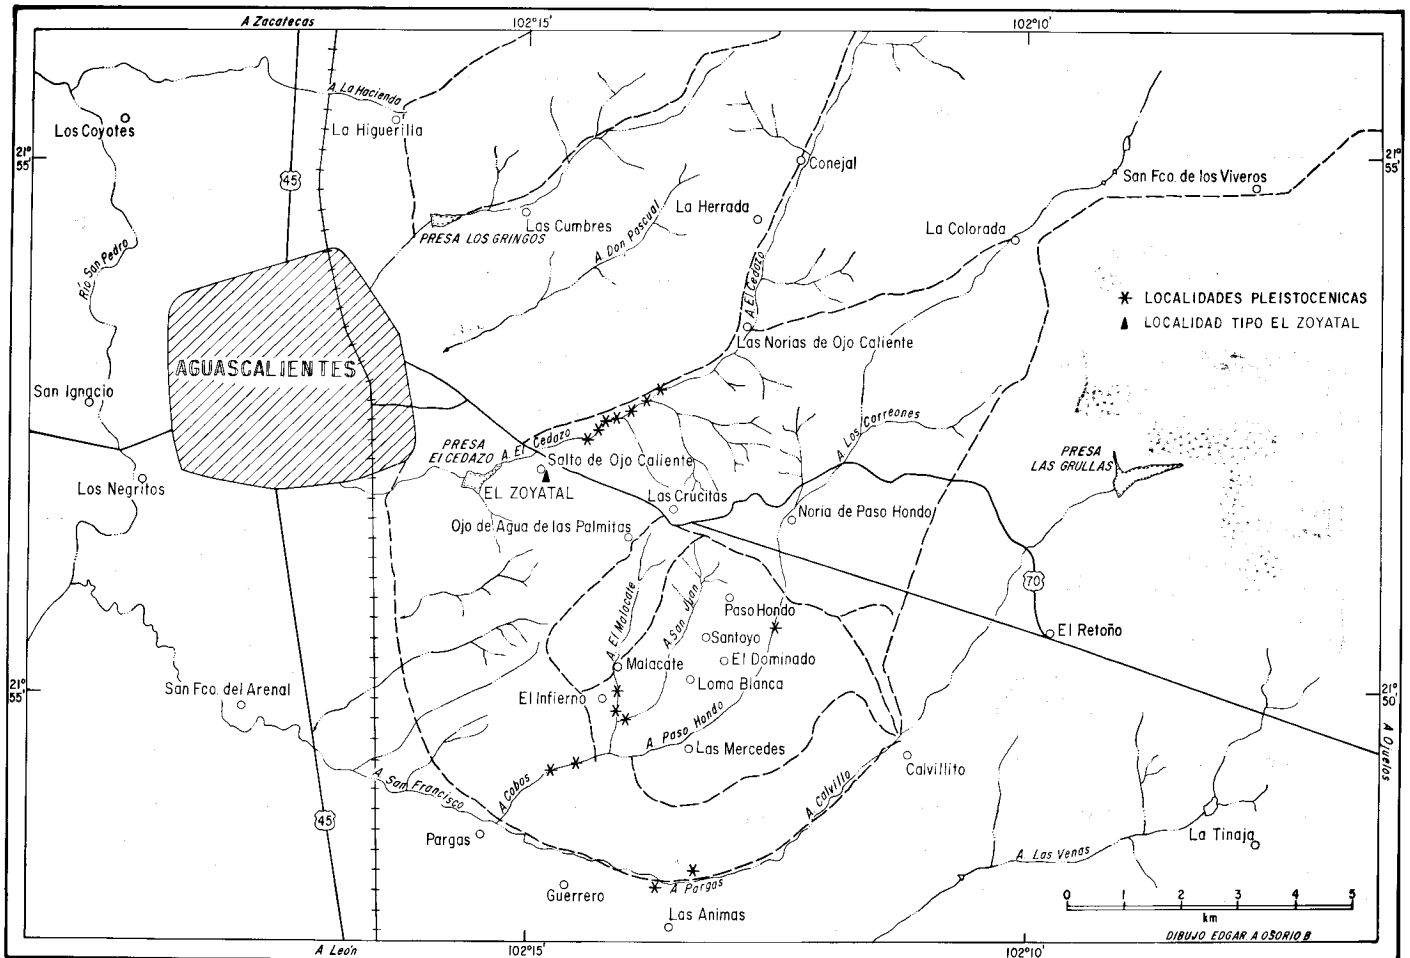 A Zacatecas
102°15'
102°10'
A. La Hacienda
Los Coyotes
La Higuerilla
21°
55'
21°
55'
45
Conejal
San Fco. de los Viveros
Las Cumbres
La Herrada
PRESA LOS GRINGOS
A. Don Pascual
La Colorada
Río San Pedro
A. El Cedazo
LOCALIDADES PLEISTOCENICAS
LOCALIDAD TIPO EL ZOYATAL
Las Norias de Ojo Caliente
AGUASCALIENTES
San Ignacio
A. Los Correones
PRESA
El CEDAZO
A. El Cedazo
Salto de Ojo Caliente
PRESA
LAS GRULLAS
Los Negritos
EL ZOYATAL
Las Crucitas
Noria de Paso Hondo
Ojo de Agua de las Palmitas
70
A. El Malacate
A. San Juan
Paso Hondo
Santoyo
El Retoño
Malacate
El Dominado
San Fco. del Arenal
Loma Blanca
El Infierno
21°
55'
21°
50'
A. Paso Hondo
A Ojuelos
Las Mercedes
Calvillito
A. San Francisco
A. Cobos
A. Calvillo
45
Pargas
La Tinaja
A. Las Venas
A. Pargas
Guerrero
Las Animas
0 1 2 3 4 5
km
DIBUJO EDGAR A OSORIO B
A León
102°15'
102°10'